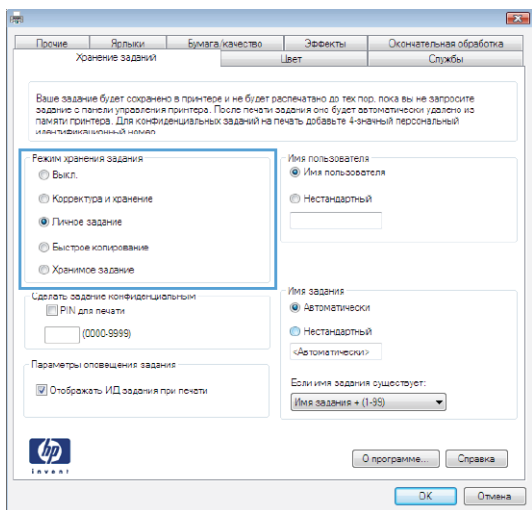 Прочие Ярлыки Бумага/качество Эффекты Окончательная обработка
Хранение заданий Цвет Службы
Ваше задание будет сохранено в принтере и не будет распечатано до тех пор, пока вы не запросите
задание с панели управления принтера. После печати задания оно будет автоматически удалено из
памяти принтера. Для конфиденциальных заданий на печать добавьте 4-значный персональный
идентификационный номер
Режим хранения задания
Выкл.
Корректура и хранение
Личное задание
Быстрое копирование
Хранимое задание
Имя пользователя
Имя пользователя
Нестандартный
Сделать задание конфиденциальным
PIN для печати
(0000-9999)
Параметры оповещения задания
Отображать ИД задания при печати
Имя задания
Автоматически
Нестандартный
<Автоматически>
Если имя задания существует:
Имя задания + (1-99)
hp
invent
О программе... Справка
OK Отмена